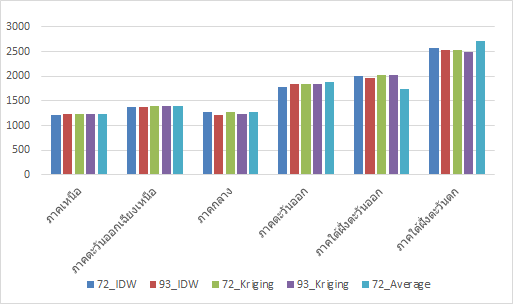 3000
2500
2000
1500
1000
500
0
ภาคเหนือ
ภาคตะวันออกเฉียงเหนือ
ภาคกลาง
ภาคตะวันออก
ภาคใต้ฝั่งตะวันออก
ภาคใต้ฝั่งตะวันตก
72_IDW 93_IDW 72_Kriging 93_Kriging 72_Average